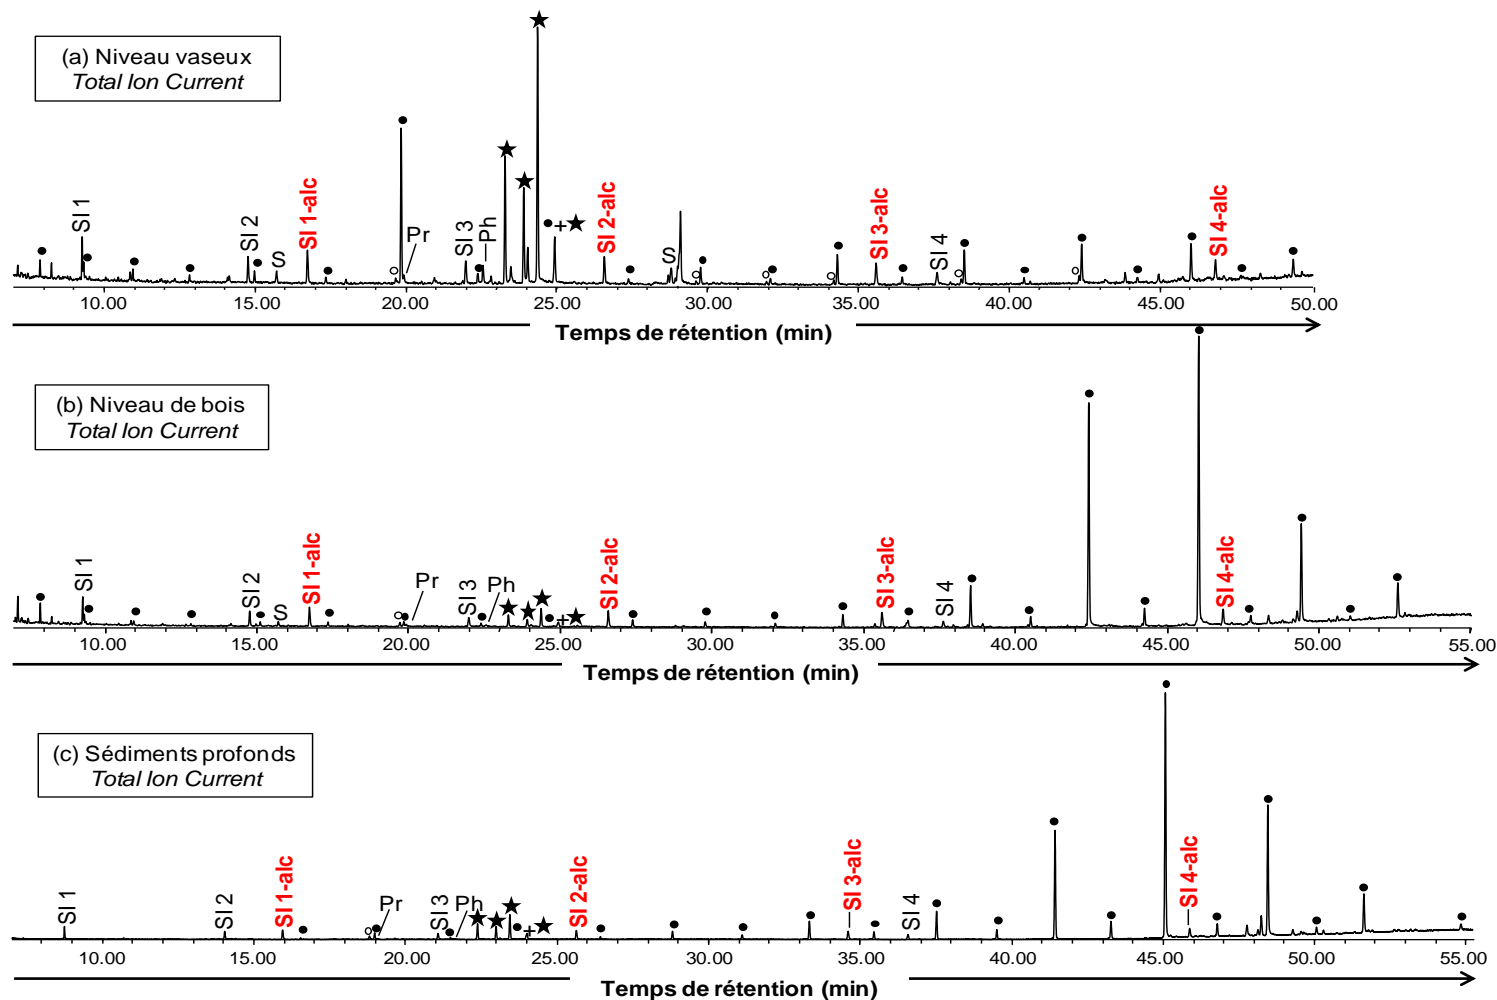 (a) Niveau vaseux
Total Ion Current
SI 1
SI 2
S
SI 1-alc
Pr
SI 3
Ph
+
SI 2-alc
S
SI 3-alc
SI 4
SI 4-alc
10.00 15.00 20.00 25.00 30.00 35.00 40.00 45.00 50.00
Temps de rétention (min)
(b) Niveau de bois
Total Ion Current
SI 1
SI 2
S
SI 1-alc
Pr
SI 3
Ph
+
SI 2-alc
SI 3-alc
SI 4
SI 4-alc
10.00 15.00 20.00 25.00 30.00 35.00 40.00 45.00 50.00 55.00
Temps de rétention (min)
(c) Sédiments profonds
Total Ion Current
SI 1
SI 2
SI 1-alc
Pr
SI 3
Ph
+
SI 2-alc
SI 3-alc
SI 4
SI 4-alc
10.00 15.00 20.00 25.00 30.00 35.00 40.00 45.00 50.00 55.00
Temps de rétention (min)